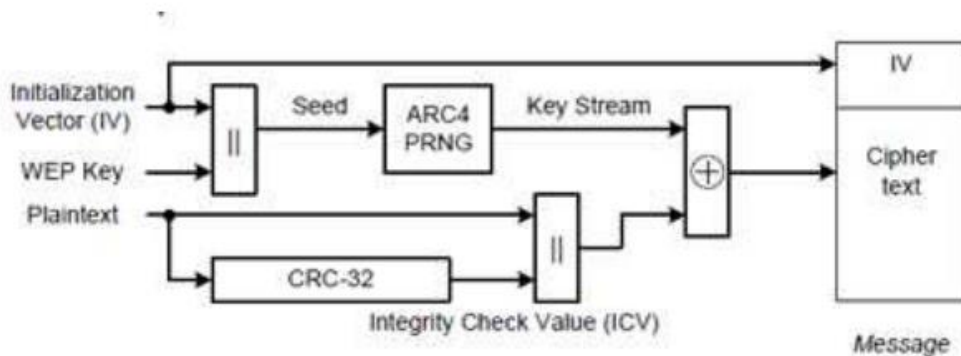 IV
Initialization
Vector (IV)
Seed
ARC4
PRNG
Key Stream
||
WEP Key
Cipher
text
Plaintext
||
CRC-32
Integrity Check Value (ICV)
Message